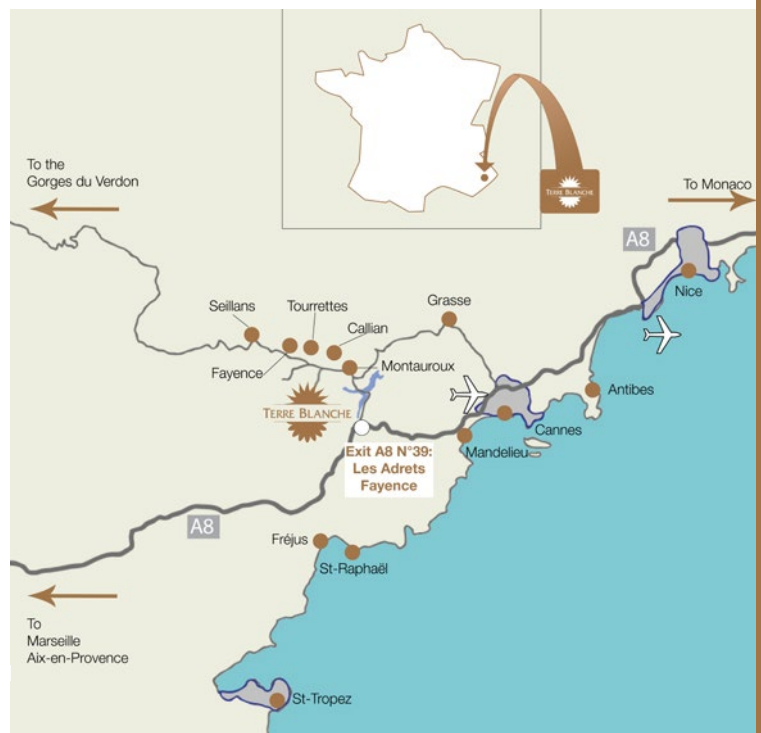 To the
Gorges du Verdon
TERRE BLANCHE
To Monaco
A8
Nice
Seillans
Tourrettes
Callian
Grasse
Fayence
Montauroux
Antibes
TERRE BLANCHE
Cannes
Mandelieu
Exit A8 N°39:
Les Adrets
Fayence
A8
Fréjus
St-Raphaël
To
Marseille
Aix-en-Provence
St-Tropez